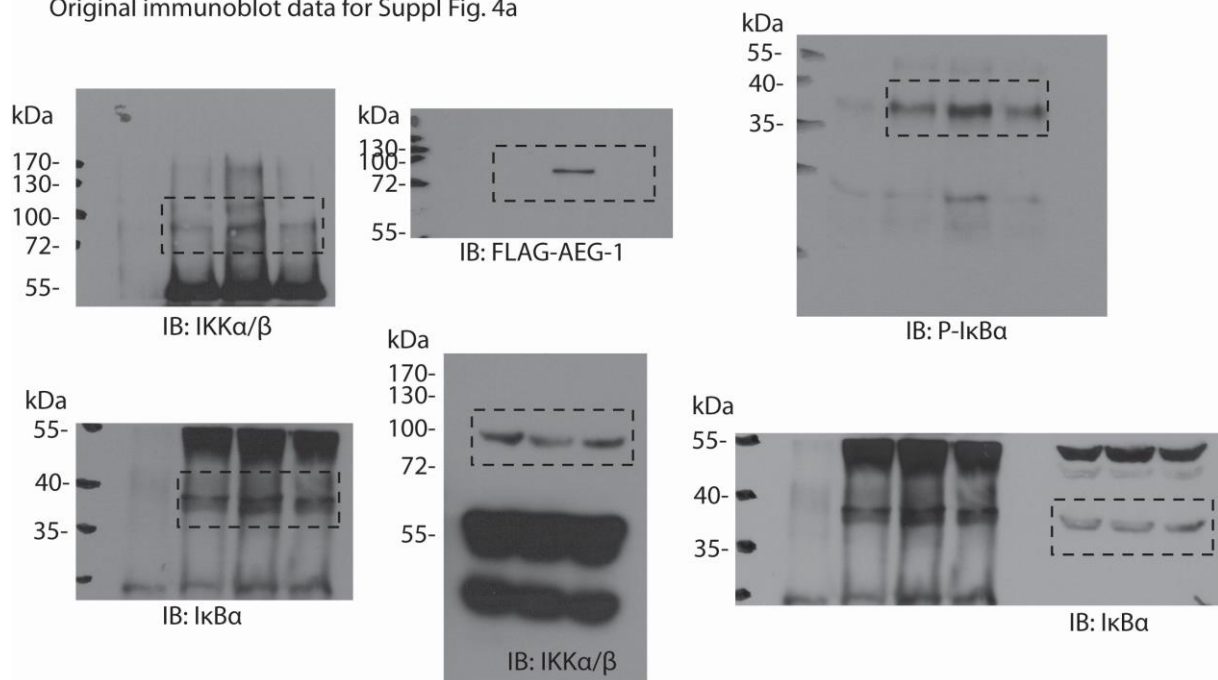 Original immunoblot data for Suppl Fig. 4a
kDa
170-
130-
100-
72-
55-
IB: IKKα/β
kDa
130-
100-
72-
55-
IB: FLAG-AEG-1
kDa
55-
40-
35-
IB: P-IκBα
kDa
55-
40-
35-
IB: IκBα
kDa
170-
130-
100-
72-
55-
IB: IKKα/β
kDa
55-
40-
35-
IB: IκBα